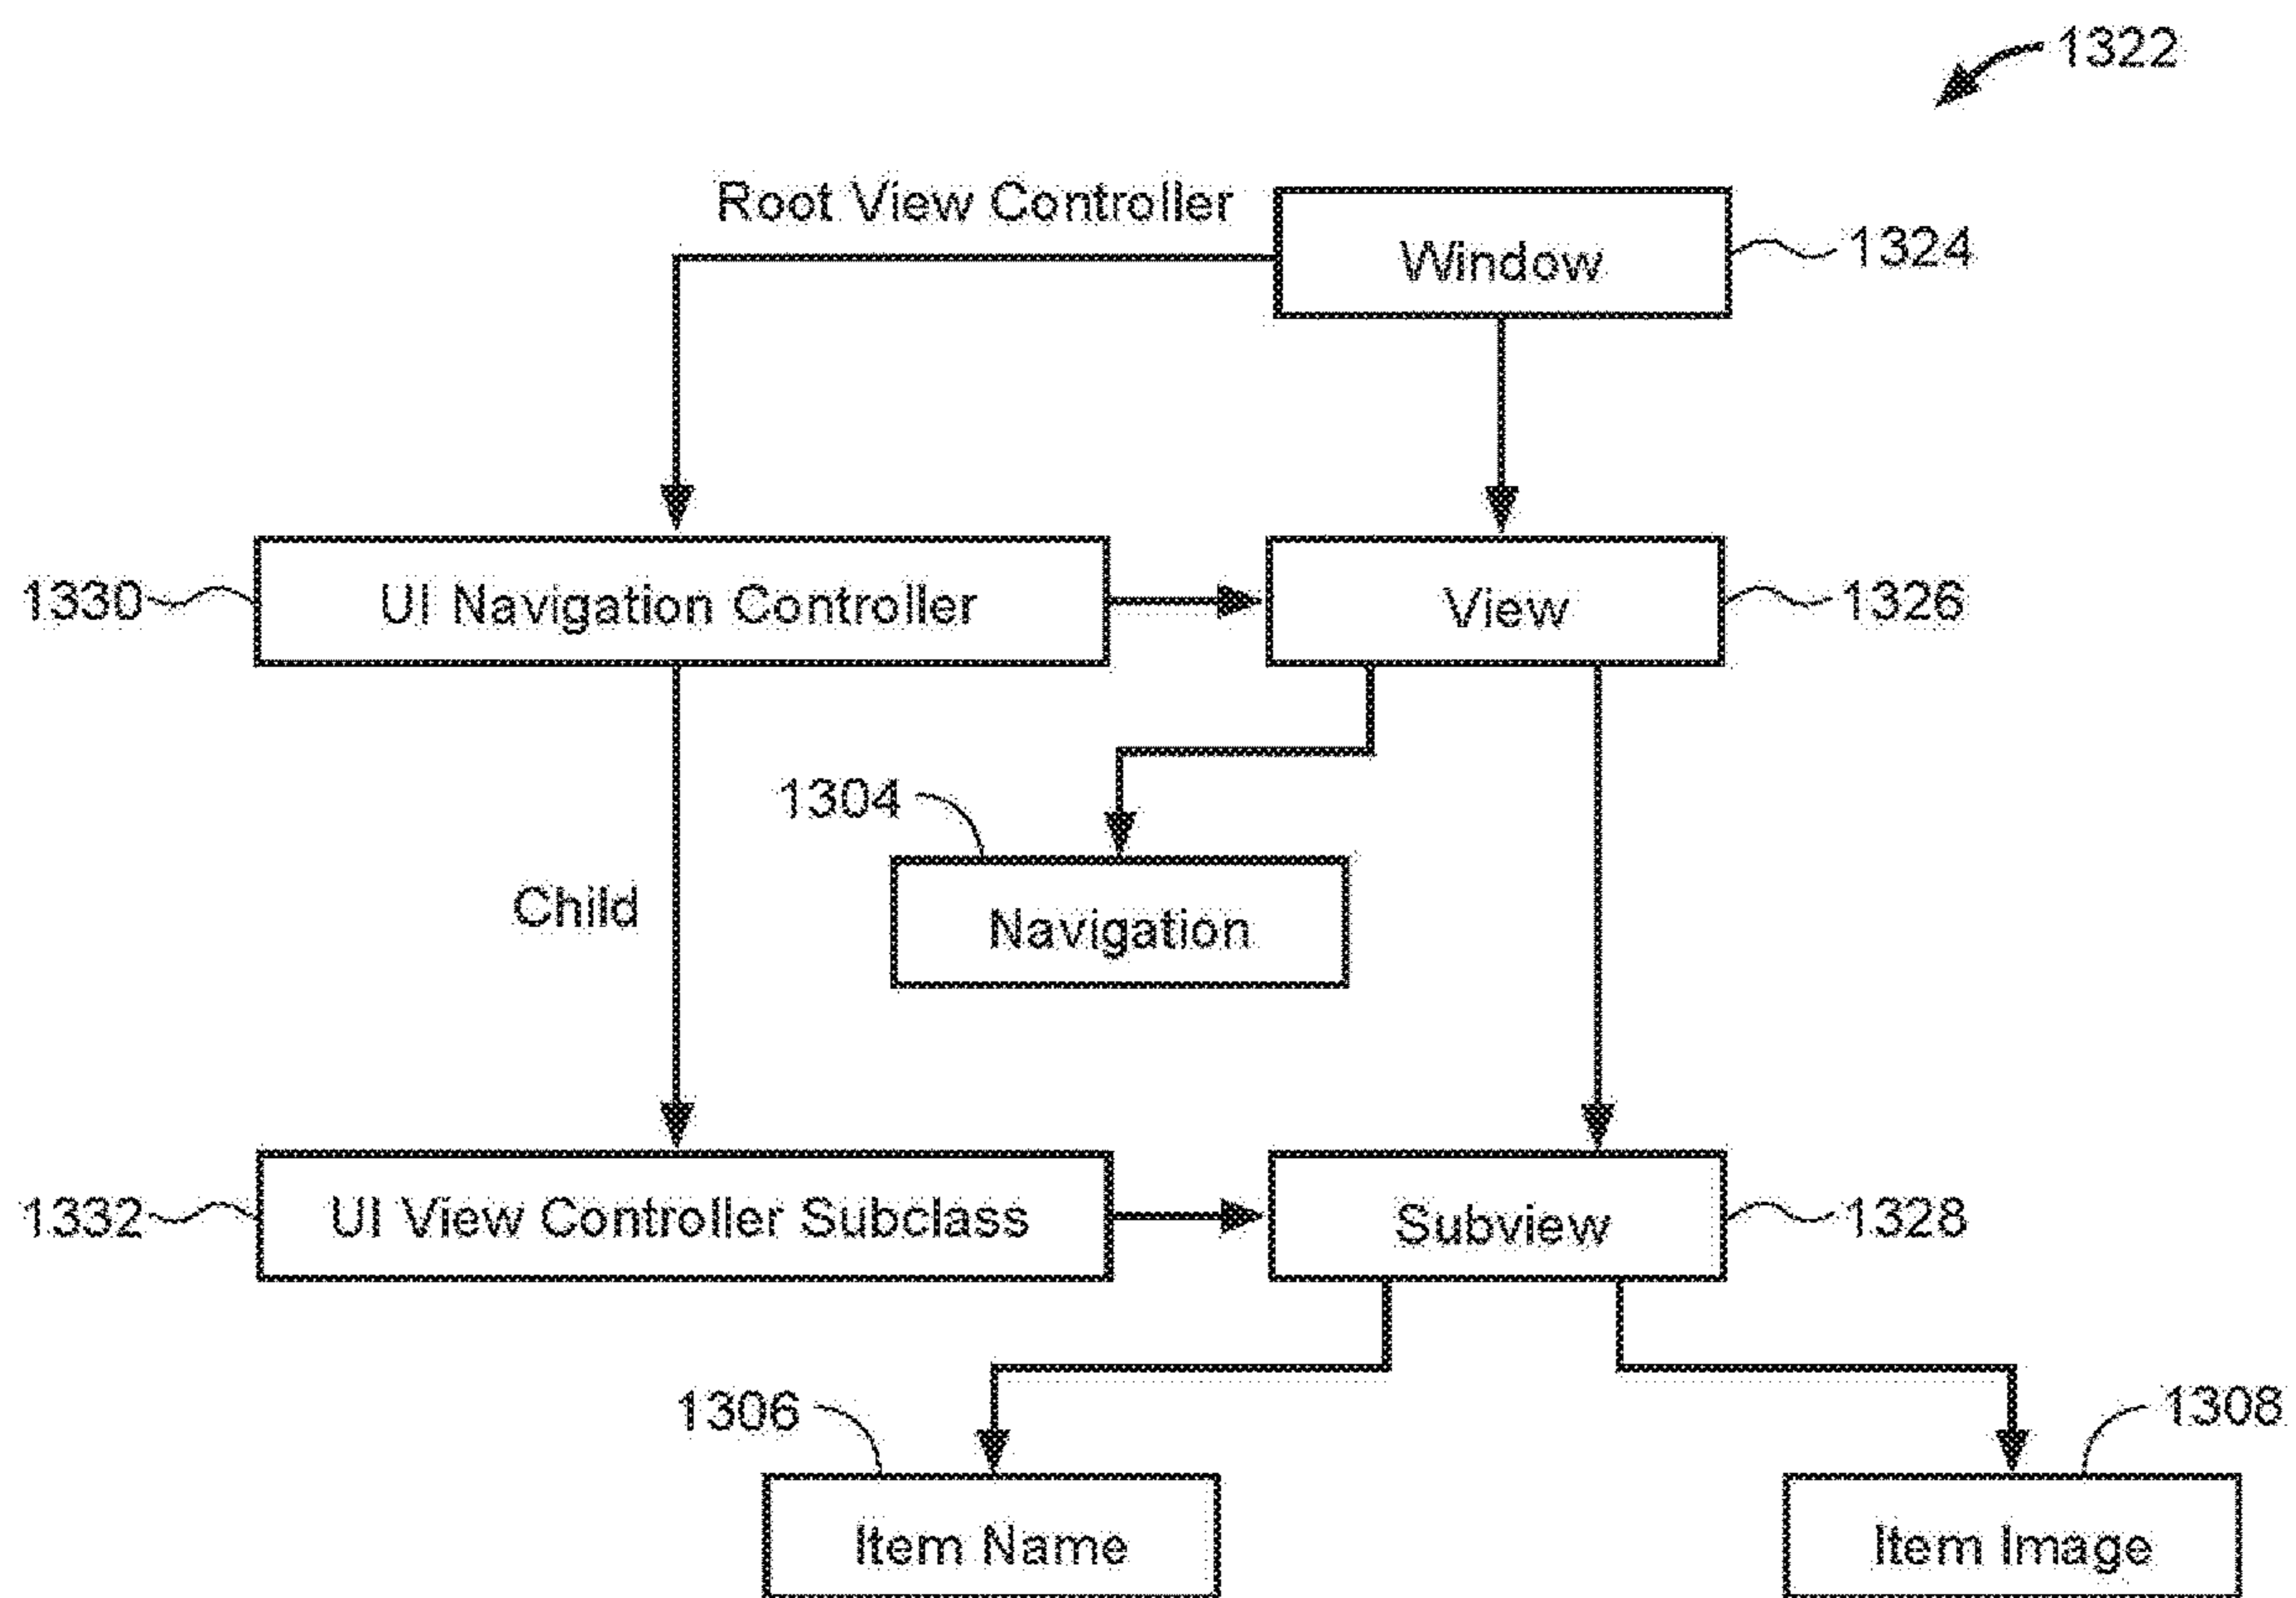 1322
Root View Controller
Window
1324
1330
UI Navigation Controller
View
1326
1304
Navigation
Child
1332
UI View Controller Subclass
Subview
1328
1306
1308
Item Name
Item Image